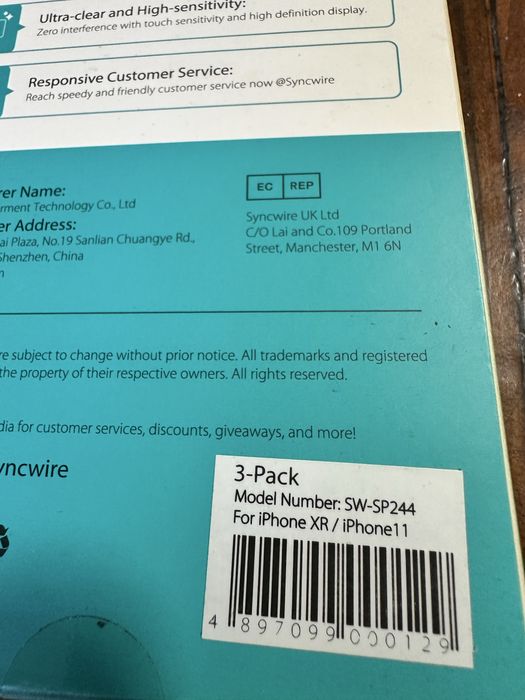 Ultra-clear and High-sensitivity:
Zero interference with touch sensitivity and high definition display.
Responsive Customer Service:
Reach speedy and friendly customer service now @Syncwire
rer Name:
rment Technology Co., Ltd
er Address:
ai Plaza, No.19 Sanlian Chuangye Rd.,
Shenzhen, China
EC REP
Syncwire UK Ltd
C/O Lai and Co.109 Portland
Street, Manchester, M1 6N
re subject to change without prior notice. All trademarks and registered
the property of their respective owners. All rights reserved.
dia for customer services, discounts, giveaways, and more!
yncwire
3-Pack
Model Number: SW-SP244
For iPhone XR / iPhone11
4 897099 000129